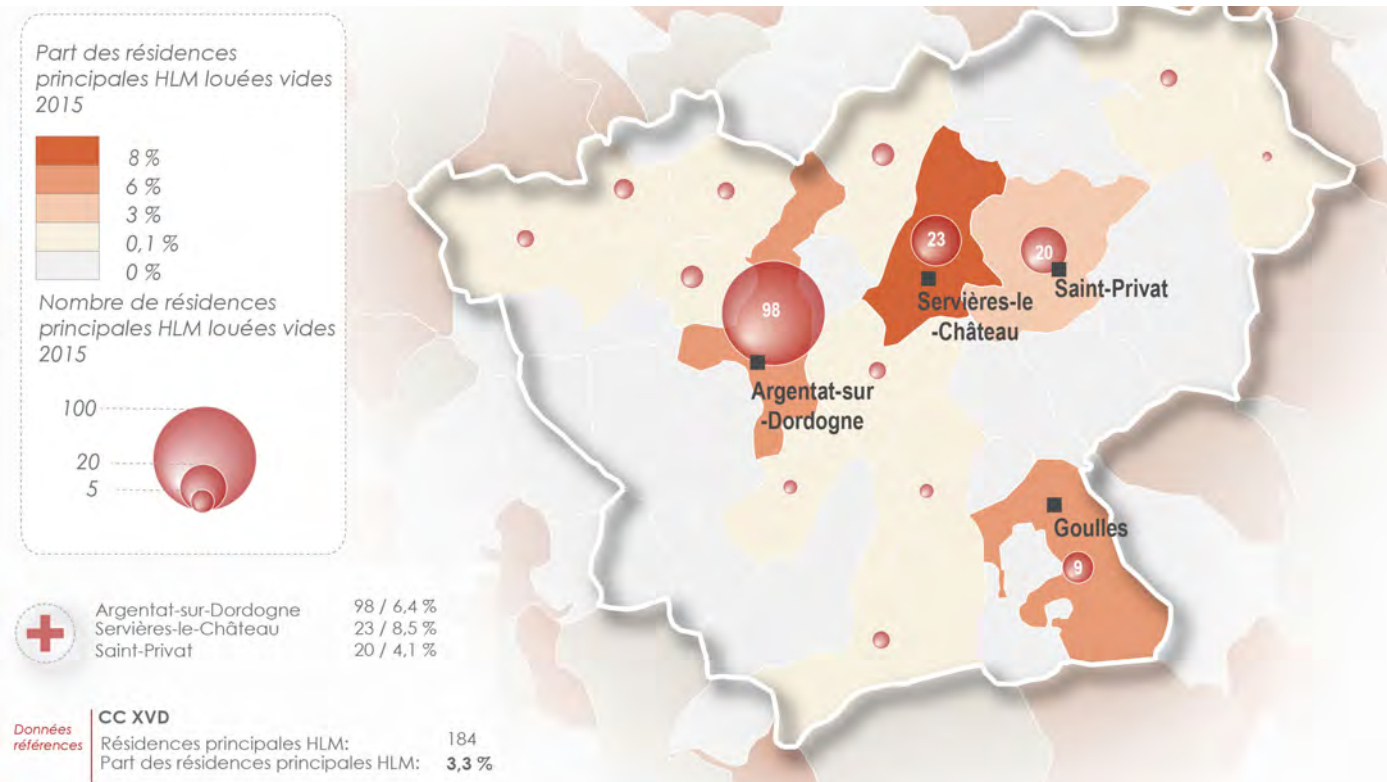 Part des résidences
principales HLM louées vides
2015
8 %
6 %
3 %
0,1 %
0 %
Nombre de résidences
principales HLM louées vides
2015
100
20
5
98
23
20
9
Servières-le
-Château
Saint-Privat
Argentat-sur
-Dordogne
Goulles
Argentat-sur-Dordogne 98 / 6,4 %
Servières-le-Château 23 / 8,5 %
Saint-Privat 20 / 4,1 %
Données
références
CC XVD
Résidences principales HLM: 184
Part des résidences principales HLM: 3,3 %